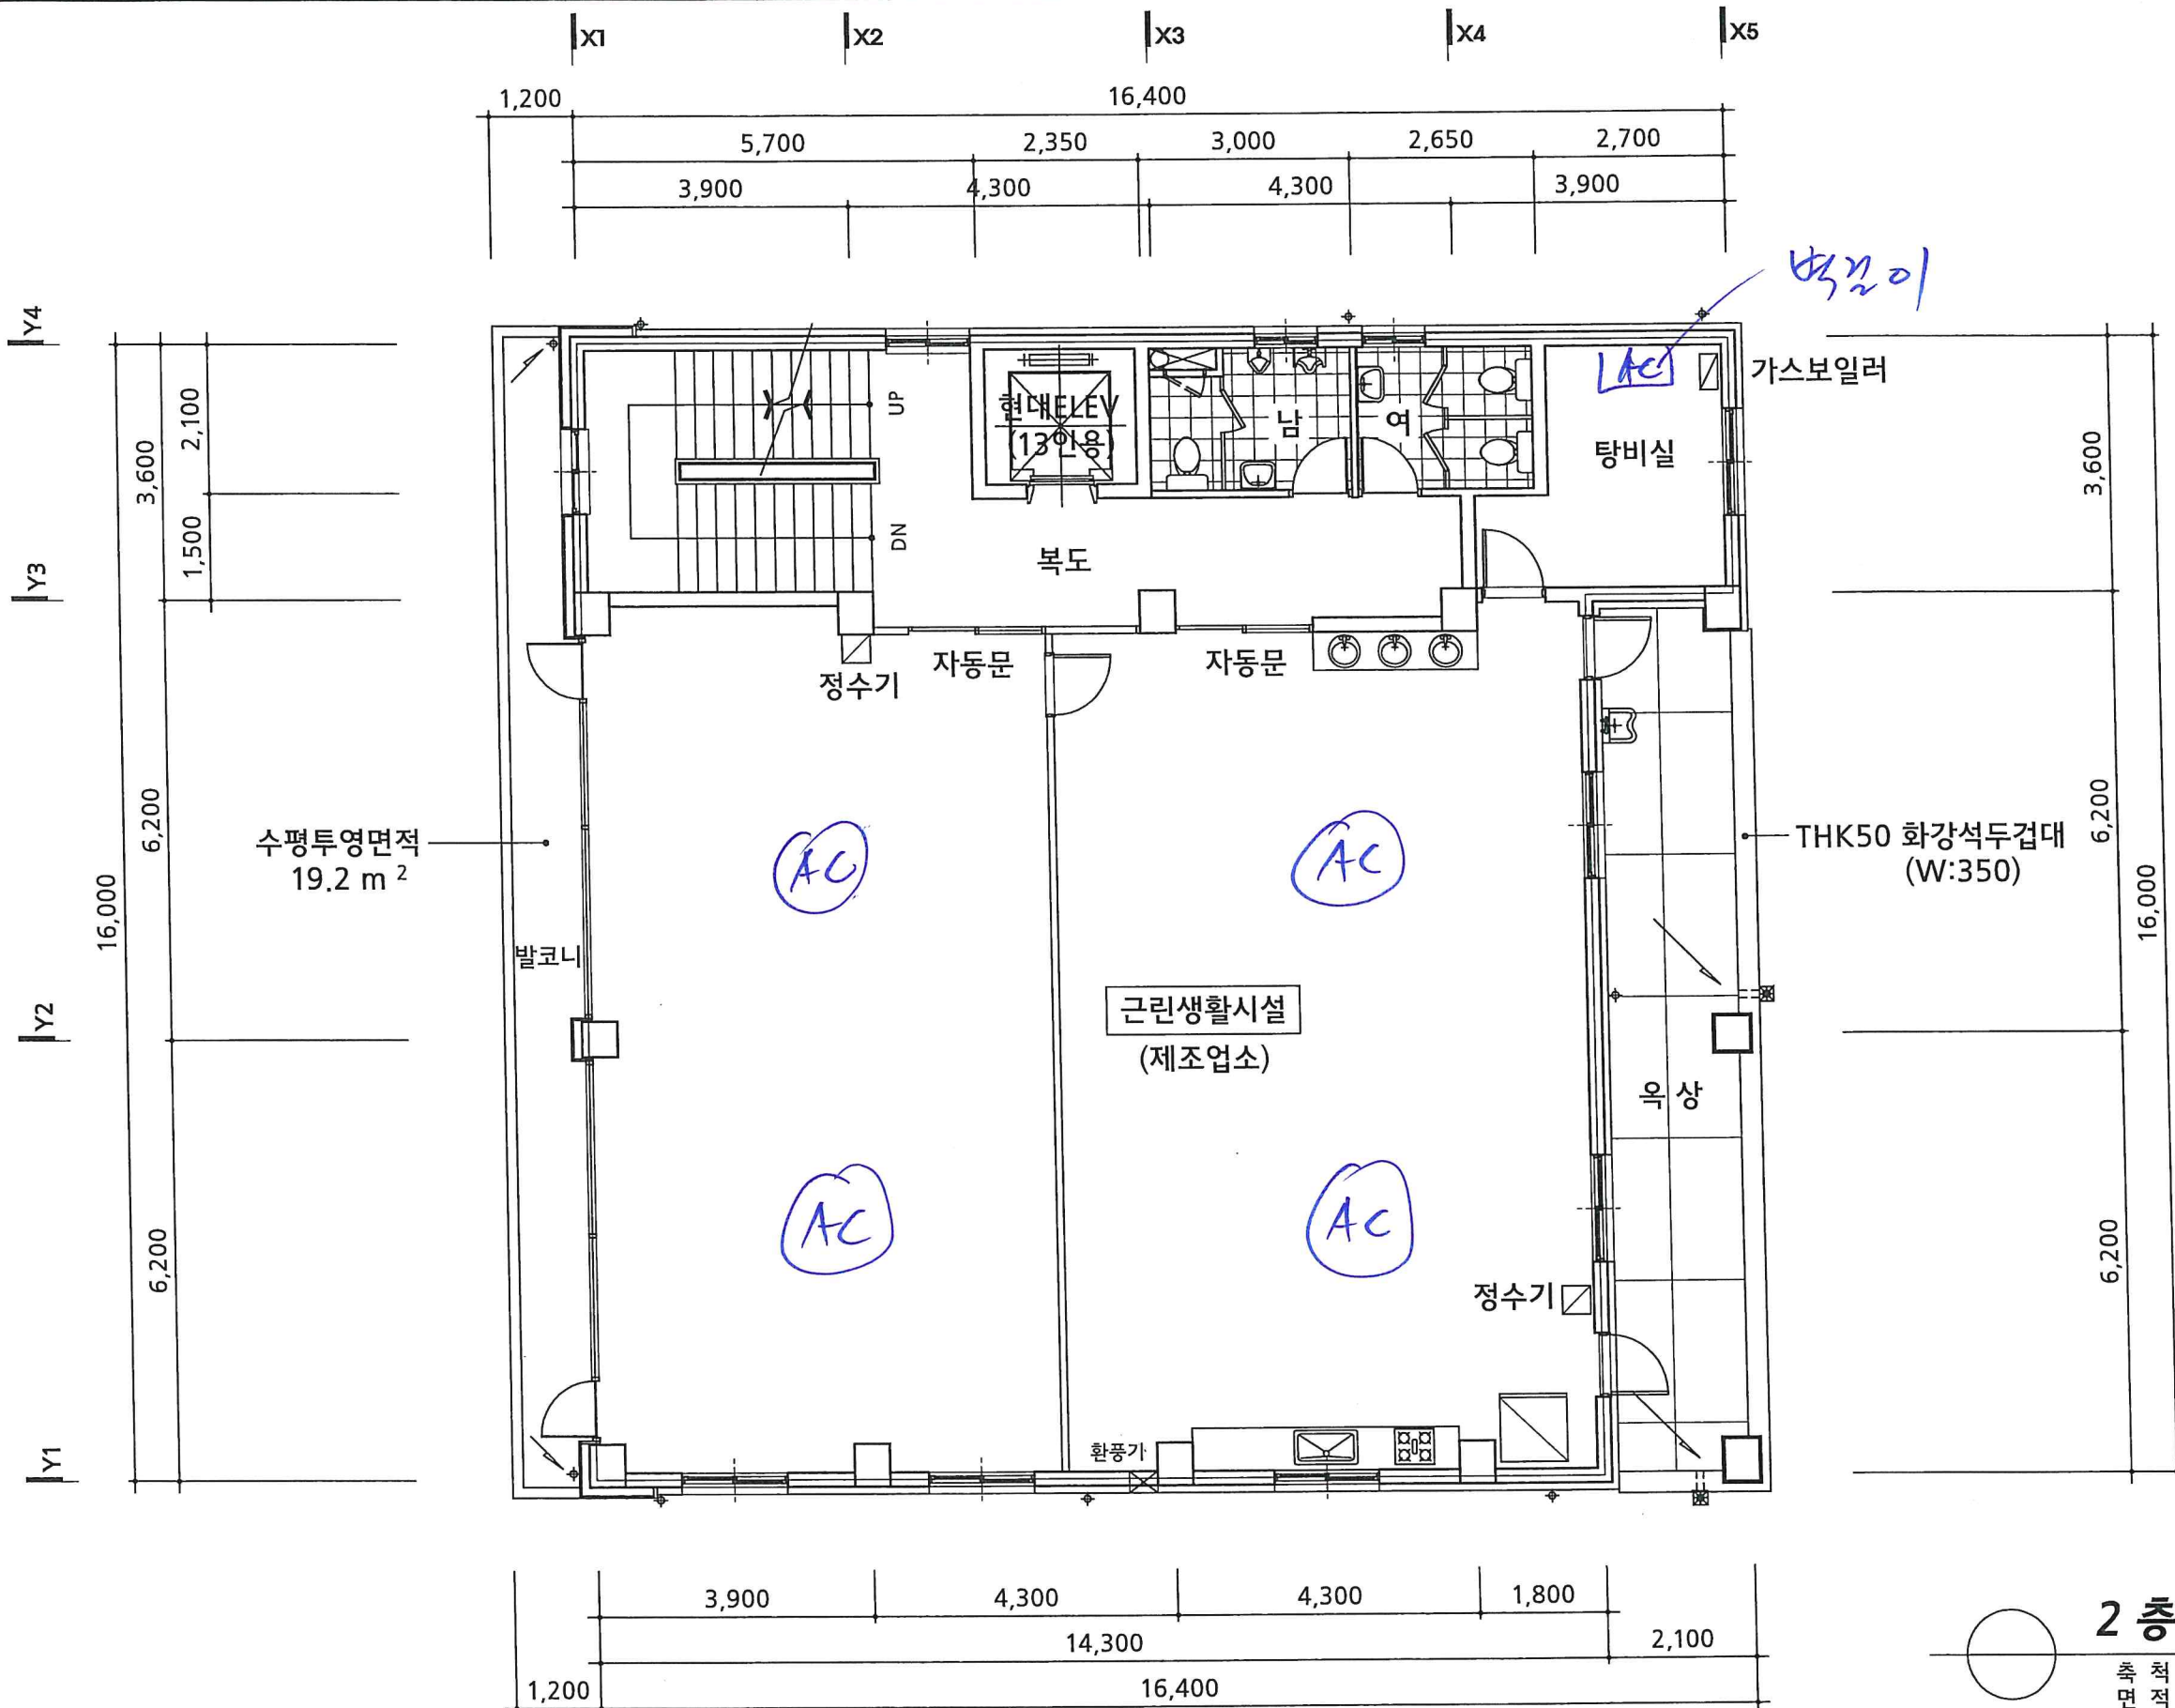 X1 X2 X3 X4 X5
1,200 16,400
5,700 2,350 3,000 2,650 2,700
3,900 4,300 4,300 3,900
벽걸이
Y4
AC
가스보일러
2,100
3,600
UP
현대ELEV
(13인용)
남
여
탕비실
3,600
1,500
DN
복도
Y3
정수기
자동문
자동문
6,200
수평투영면적
19.2 m 2
AC
AC
THK50 화강석두겁대
(W:350)
6,200
16,000
16,000
발코니
근린생활시설
(제조업소)
Y2
옥 상
6,200
AC
AC
6,200
정수기
환풍기
Y1
3,900 4,300 4,300 1,800
14,300 2,100
1,200 16,400
2 층
축 척
면 적